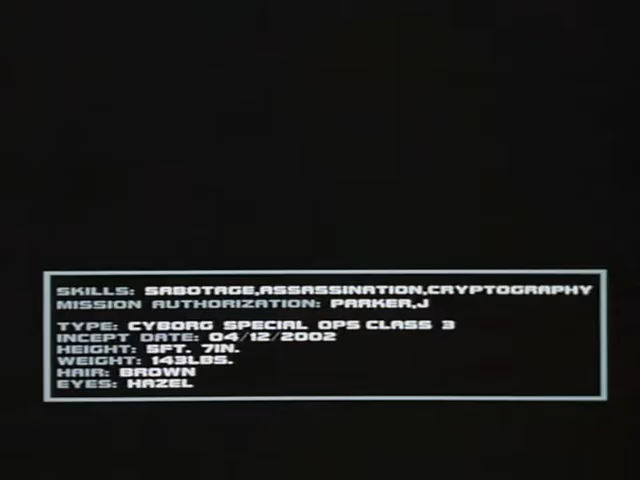 SKILLS: SABOTAGE,ASSASSINATION,CRYPTOGRAPHY
MISSION AUTHORIZATION: PARKER,J
TYPE: CYBORG SPECIAL OPS CLASS 3
INCEPT DATE: 04/12/2002
HEIGHT: 5FT. 7IN.
WEIGHT: 143LBS.
HAIR: BROWN
EYES: HAZEL